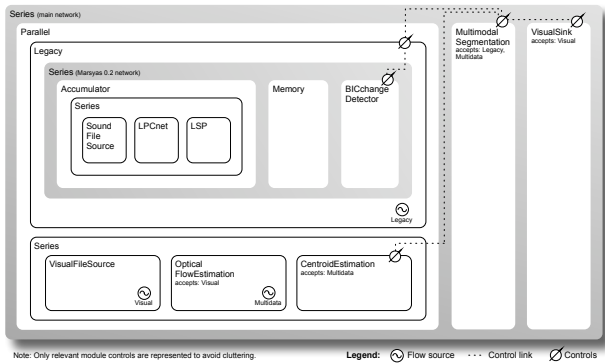 Series (main network)
Parallel
Legacy
Series (Marsyas 0.2 network)
Accumulator
Series
Sound
File
Source
LPCnet
LSP
Memory
BICchange
Detector
Legacy
Series
VisualFileSource
Visual
Optical
FlowEstimation
accepts: Visual
Multidata
CentroidEstimation
accepts: Multidata
Multimodal
Segmentation
accepts: Legacy,
Multidata
VisualSink
accepts: Visual
Note: Only relevant module controls are represented to avoid cluttering.
Legend: Flow source Control link Controls